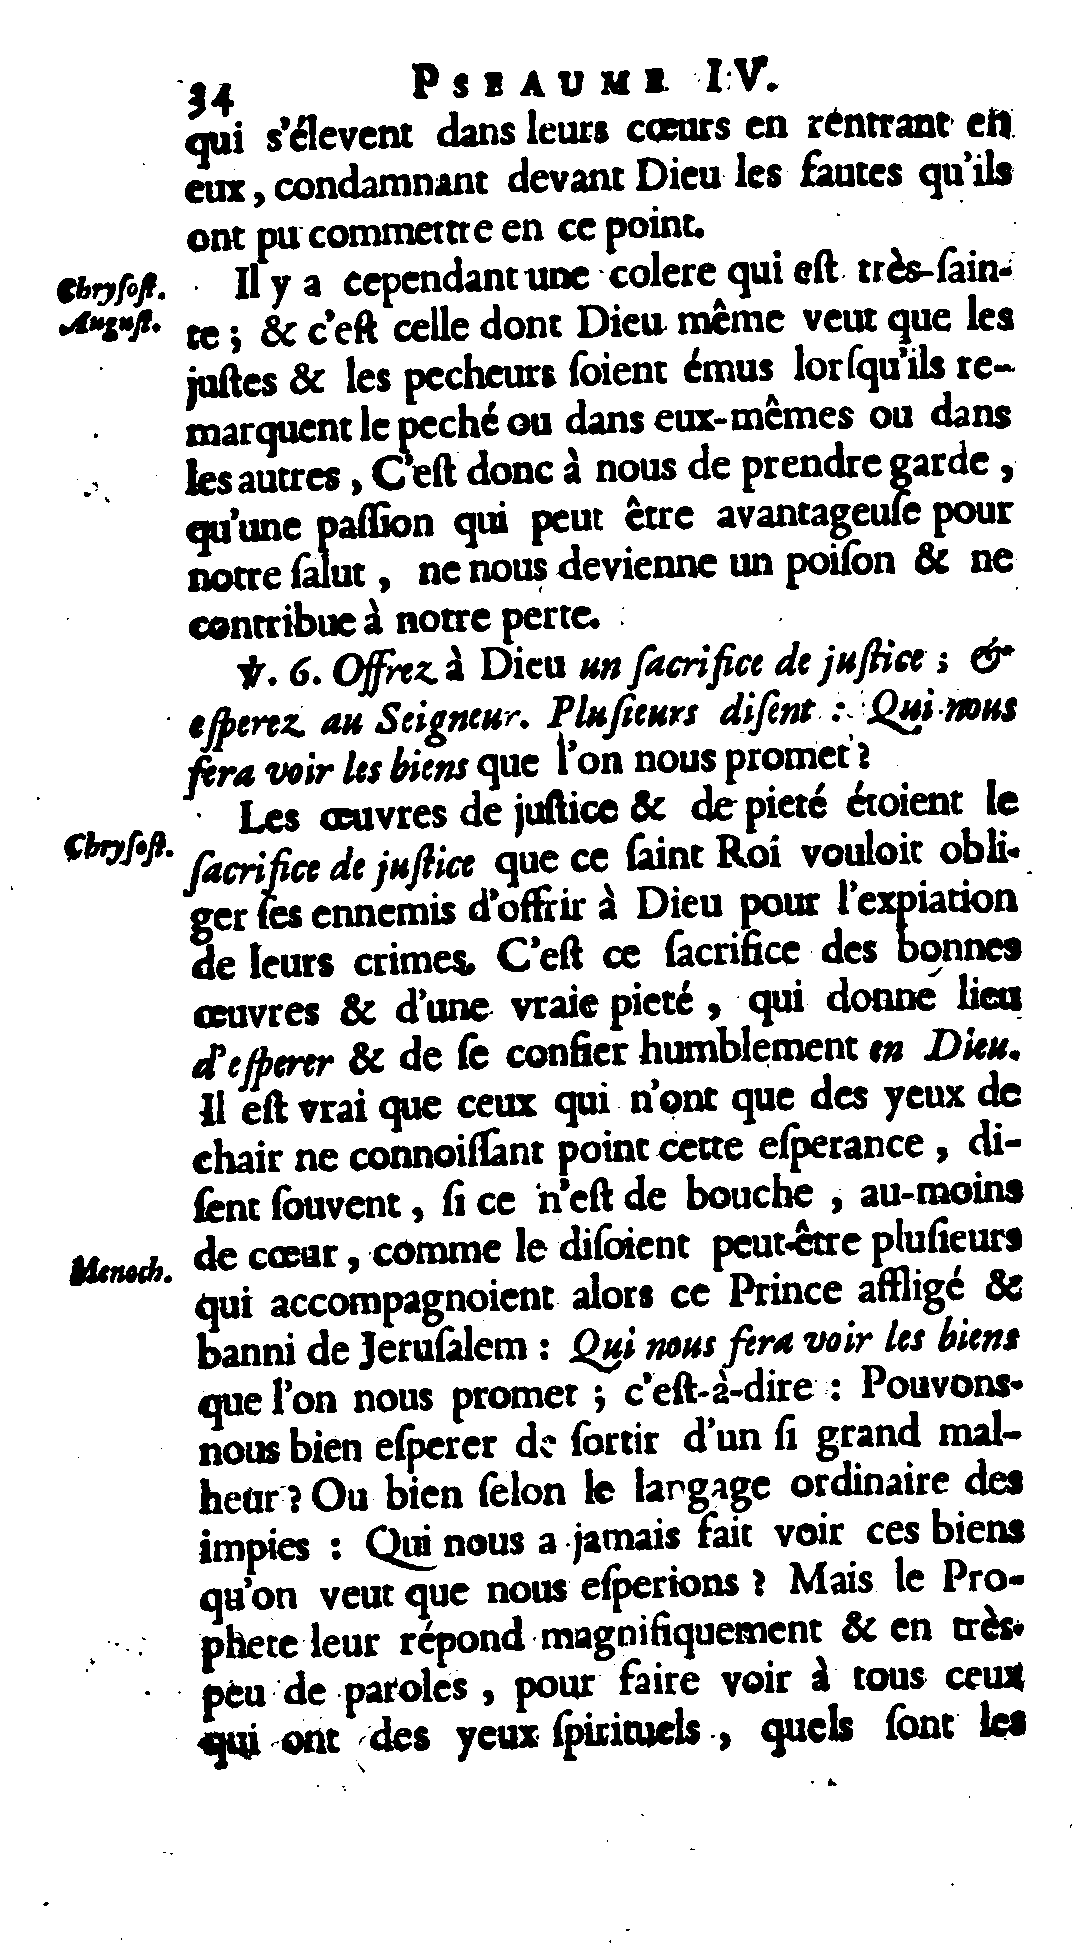 34 PSEAUME IV.
qui s'élevent dans leurs cœurs en rentrant en
eux, condamnant devant Dieu les fautes qu'ils
ont pu commettre en ce point.
Chrysost. Il y a cependant une colere qui est très-ſain-
August. te ; & c'eſt celle dont Dieu même veut que les
juſtes & les pecheurs ſoient émus lorſqu'ils re-
marquent le peché ou dans eux-mêmes ou dans
les autres, C'eſt donc à nous de prendre garde,
qu'une paſſion qui peut être avantageuſe pour
notre ſalut, ne nous devienne un poiſon & ne
contribue à notre perte.
℣. 6. Offrez à Dieu un ſacrifice de juſtice ; &
eſperez au Seigneur. Pluſieurs diſent : Qui nous
fera voir les biens que l'on nous promet ?
Les œuvres de juſtice & de pieté étoient le
Chryſoſt. ſacrifice de juſtice que ce ſaint Roi vouloit obli-
ger ſes ennemis d'offrir à Dieu pour l'expiation
de leurs crimes. C'eſt ce ſacrifice des bonnes
œuvres & d'une vraie pieté, qui donne lieu
d'eſperer & de ſe confier humblement en Dieu.
Il eſt vrai que ceux qui n'ont que des yeux de
chair ne connoiſſant point cette eſperance, di-
ſent ſouvent, ſi ce n'eſt de bouche, au-moins
de cœur, comme le diſoient peut-être pluſieurs
Menoch. qui accompagnoient alors ce Prince affligé &
banni de Jeruſalem : Qui nous fera voir les biens
que l'on nous promet ; c'eſt-à-dire : Pouvons-
nous bien eſperer de ſortir d'un ſi grand mal-
heur ? Ou bien ſelon le langage ordinaire des
impies : Qui nous a jamais fait voir ces biens
qu'on veut que nous eſperions ? Mais le Pro-
phete leur répond magnifiquement & en très-
peu de paroles, pour faire voir à tous ceux
qui ont des yeux ſpirituels, quels ſont les